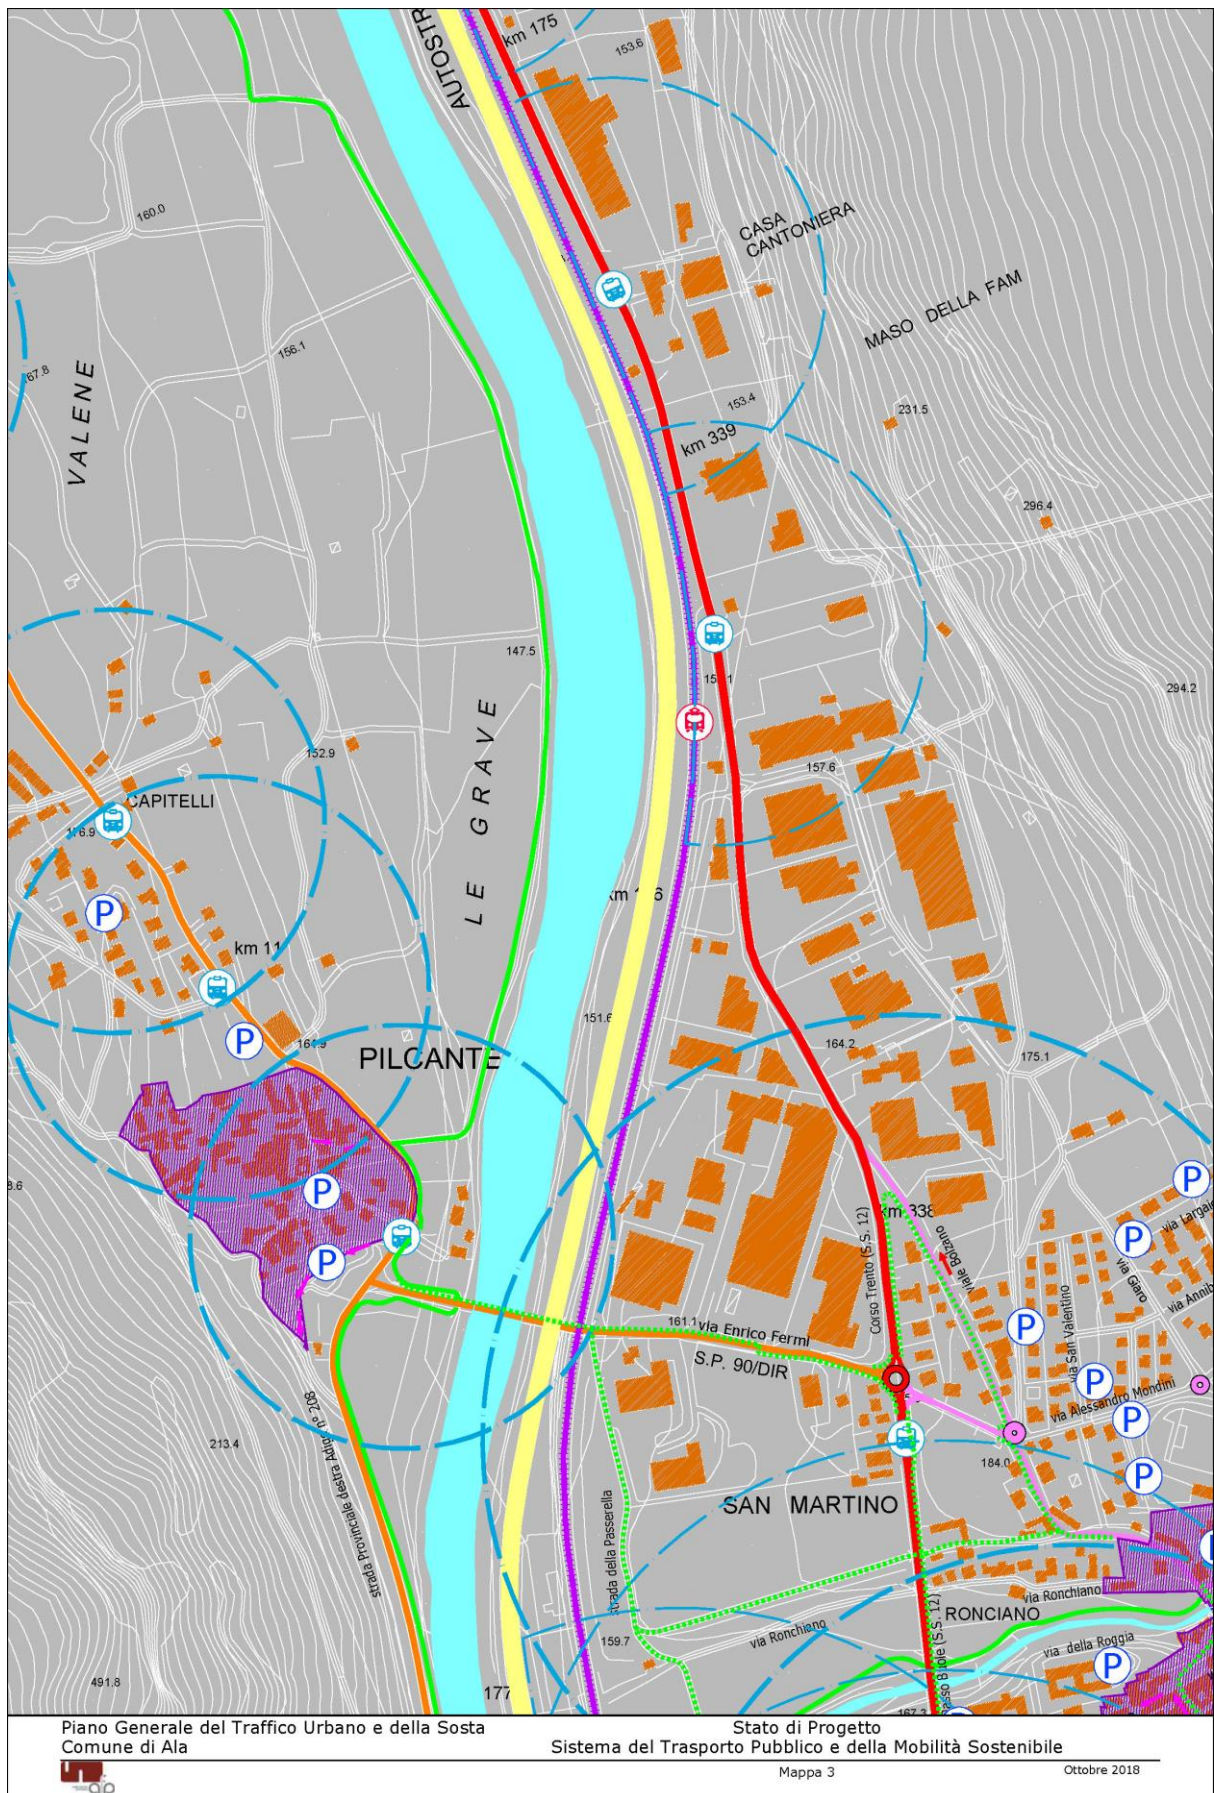 AUTOSTR
km 175
153.6
160.0
CASA
CANTONIERA
MASO DELLA FAM
156.1
VALENE
153.4
km 339
231.5
296.4
147.5
294.2
LE GRAVE
152.9
157.6
CAPITELLI
176.9
P
km 11
P
151.6
164.2
175.1
PILCANTE
P
P
km 338
Corso Trento (S.S. 12)
viale Bolzano
P
via Largaie
P
via Giaro
via San Valentino
P
161.1
via Enrico Fermi
S.P. 90/DIR
P
via Alessandro Mondini
P
P
184.0
213.4
strada Provinciale destra Adige n° 208
SAN MARTINO
strada della Passerella
via Ronchiano
RONCIANO
159.7
via Ronchiano
via della Roggia
P
491.8
177
Piano Generale del Traffico Urbano e della Sosta
Stato di Progetto
Comune di Ala
Sistema del Trasporto Pubblico e della Mobilità Sostenibile
Mappa 3
Ottobre 2018